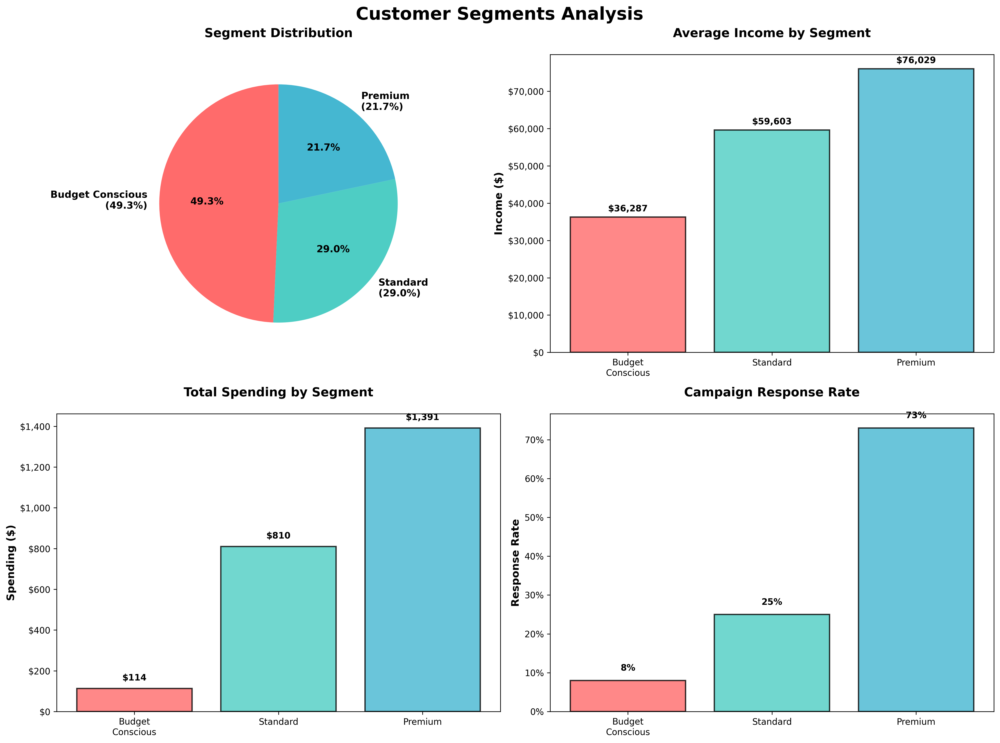 Customer Segments Analysis
Segment Distribution
Premium
(21.7%)
21.7%
Budget Conscious
(49.3%)
49.3%
29.0%
Standard
(29.0%)
Average Income by Segment
Income ($)
$70,000
$60,000
$50,000
$40,000
$30,000
$20,000
$10,000
$0
$36,287
$59,603
$76,029
Budget
Conscious
Standard
Premium
Total Spending by Segment
Spending ($)
$1,400
$1,200
$1,000
$800
$600
$400
$200
$0
$114
$810
$1,391
Budget
Conscious
Standard
Premium
Campaign Response Rate
Response Rate
70%
60%
50%
40%
30%
20%
10%
0%
8%
25%
73%
Budget
Conscious
Standard
Premium